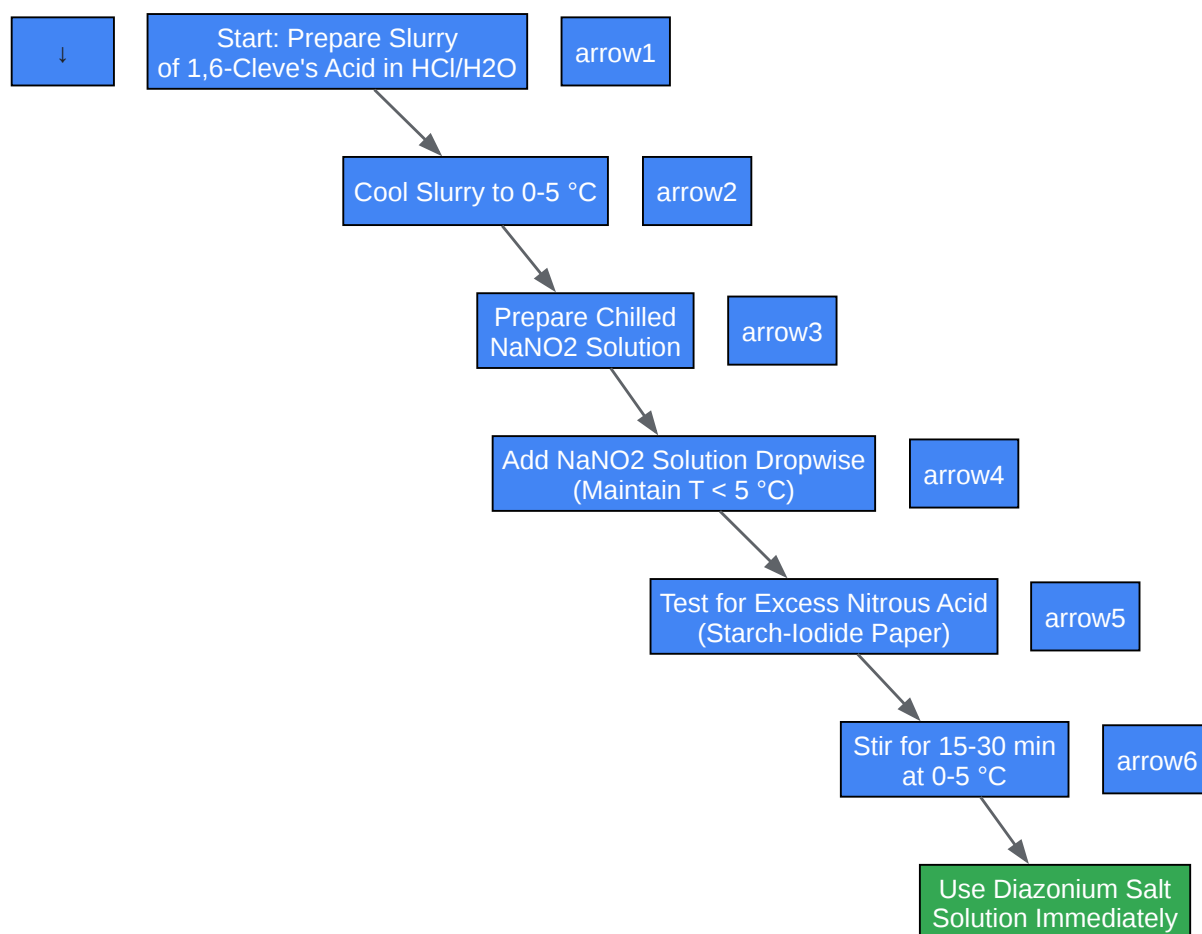 ↓
Start: Prepare Slurry
of 1,6-Cleve's Acid in HCl/H2O
arrow1
Cool Slurry to 0-5 °C
arrow2
Prepare Chilled
NaNO2 Solution
arrow3
Add NaNO2 Solution Dropwise
(Maintain T < 5 °C)
arrow4
Test for Excess Nitrous Acid
(Starch-Iodide Paper)
arrow5
Stir for 15-30 min
at 0-5 °C
arrow6
Use Diazonium Salt
Solution Immediately